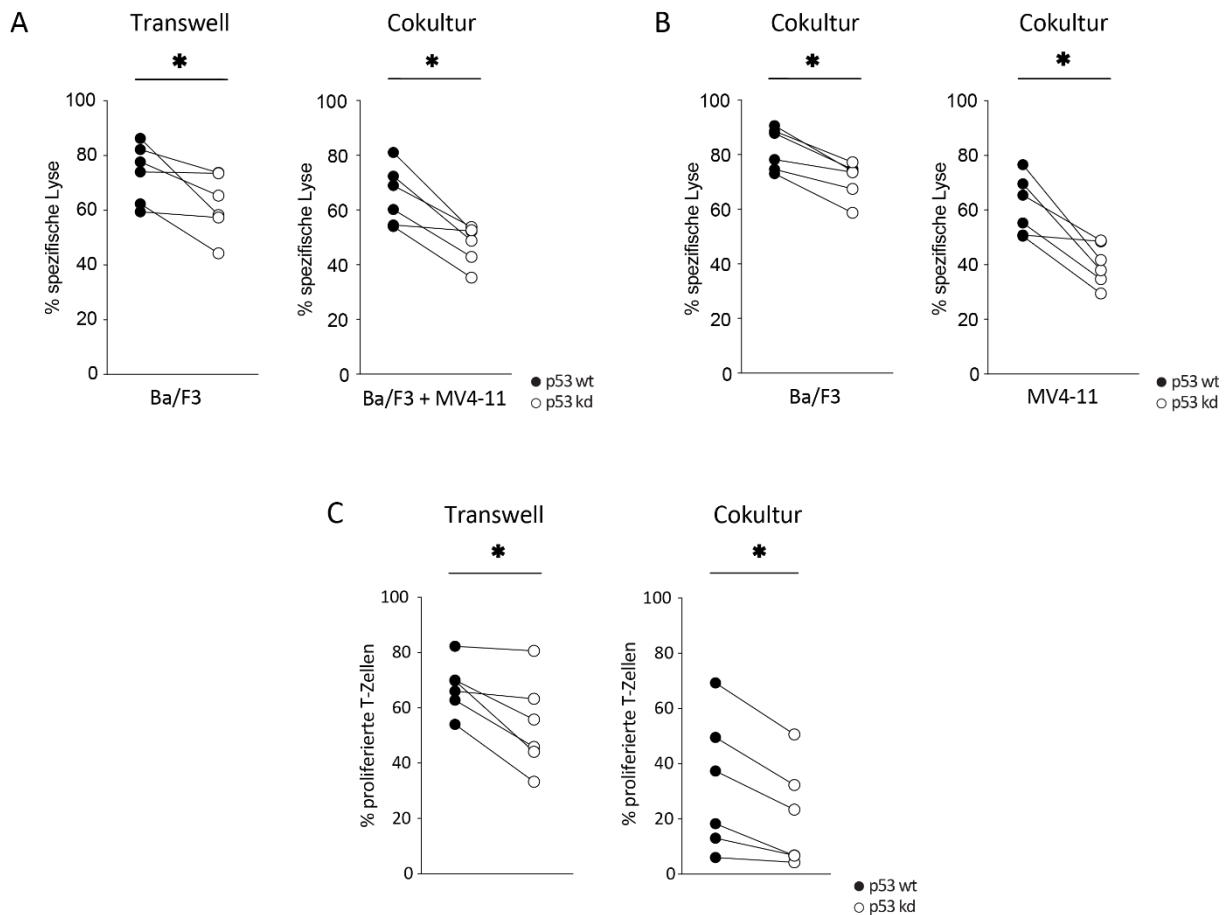 A
Transwell
*
% spezifische Lyse
100
80
60
40
20
0
Ba/F3
Cokultur
*
% spezifische Lyse
100
80
60
40
20
0
Ba/F3 + MV4-11
p53 wt
p53 kd
B
Cokultur
*
% spezifische Lyse
100
80
60
40
20
0
Ba/F3
Cokultur
*
% spezifische Lyse
100
80
60
40
20
0
MV4-11
p53 wt
p53 kd
C
Transwell
*
% proliferierte T-Zellen
100
80
60
40
20
0
Cokultur
*
% proliferierte T-Zellen
100
80
60
40
20
0
p53 wt
p53 kd